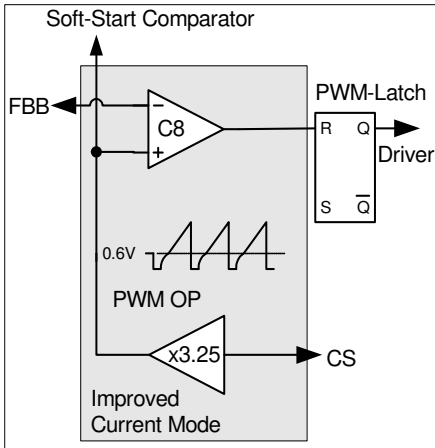 Soft-Start Comparator
FBB
−
C8
+
PWM-Latch
R Q
Driver
S Q̅
0.6V
PWM OP
x3.25
CS
Improved
Current Mode